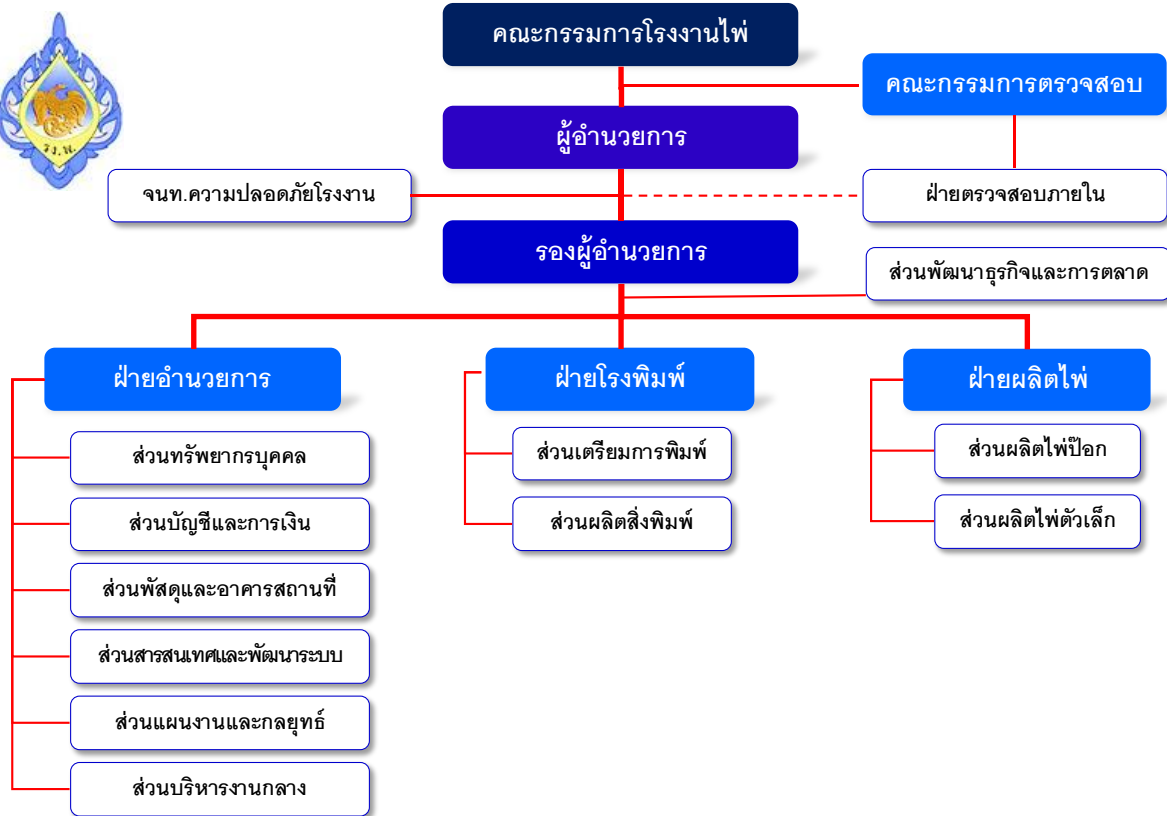 คณะกรรมการโรงงานไพ่
คณะกรรมการตรวจสอบ
ผู้อำนวยการ
รง.พ.
จนท.ความปลอดภัยโรงงาน
ฝ่ายตรวจสอบภายใน
รองผู้อำนวยการ
ส่วนพัฒนาธุรกิจและการตลาด
ฝ่ายอำนวยการ
ฝ่ายโรงพิมพ์
ฝ่ายผลิตไพ่
ส่วนทรัพยากรบุคคล
ส่วนเตรียมการพิมพ์
ส่วนผลิตไพ่ป๊อก
ส่วนบัญชีและการเงิน
ส่วนผลิตสิ่งพิมพ์
ส่วนผลิตไพ่ตัวเล็ก
ส่วนพัสดุและอาคารสถานที่
ส่วนสารสนเทศและพัฒนาระบบ
ส่วนแผนงานและกลยุทธ์
ส่วนบริหารงานกลาง